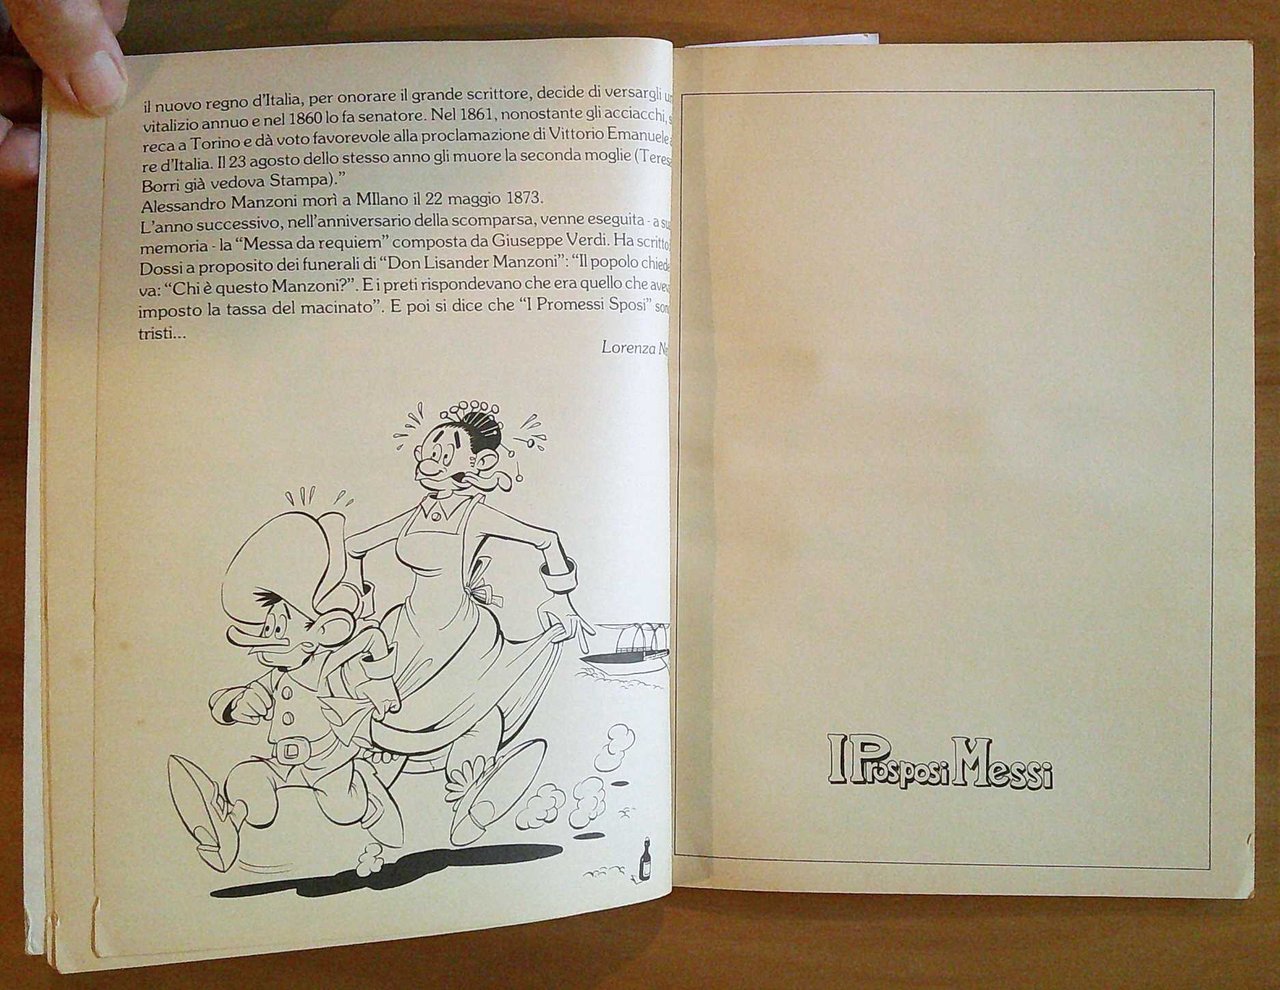 il nuovo regno d'Italia, per onorare il grande scrittore, decide di versargli
vitalizio annuo e nel 1860 lo fa senatore. Nel 1861, nonostante gli acciacchi,
reca a Torino e dà voto favorevole alla proclamazione di Vittorio Emanuele
re d'Italia. Il 23 agosto dello stesso anno gli muore la seconda moglie (Teresa
Borri già vedova Stampa)."
Alessandro Manzoni morì a MIlano il 22 maggio 1873.
L'anno successivo, nell'anniversario della scomparsa, venne eseguita - a
memoria - la "Messa da requiem" composta da Giuseppe Verdi. Ha scritto
Dossi a proposito dei funerali di "Don Lisander Manzoni": "Il popolo chiede
va: "Chi è questo Manzoni?". E i preti rispondevano che era quello che
imposto la tassa del macinato". E poi si dice che "I Promessi Sposi"
tristi...
Lorenza
I Prosposi Messi